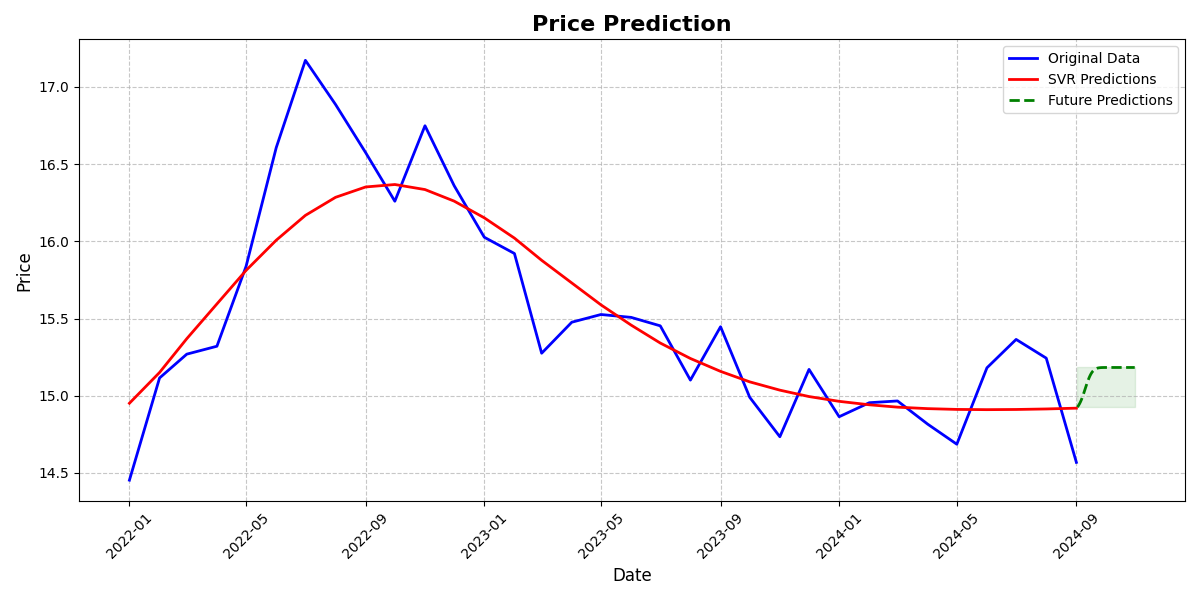 Price Prediction
Original Data
SVR Predictions
Future Predictions
Price
17.0
16.5
16.0
15.5
15.0
14.5
2022-01
2022-05
2022-09
2023-01
2023-05
2023-09
2024-01
2024-05
2024-09
Date